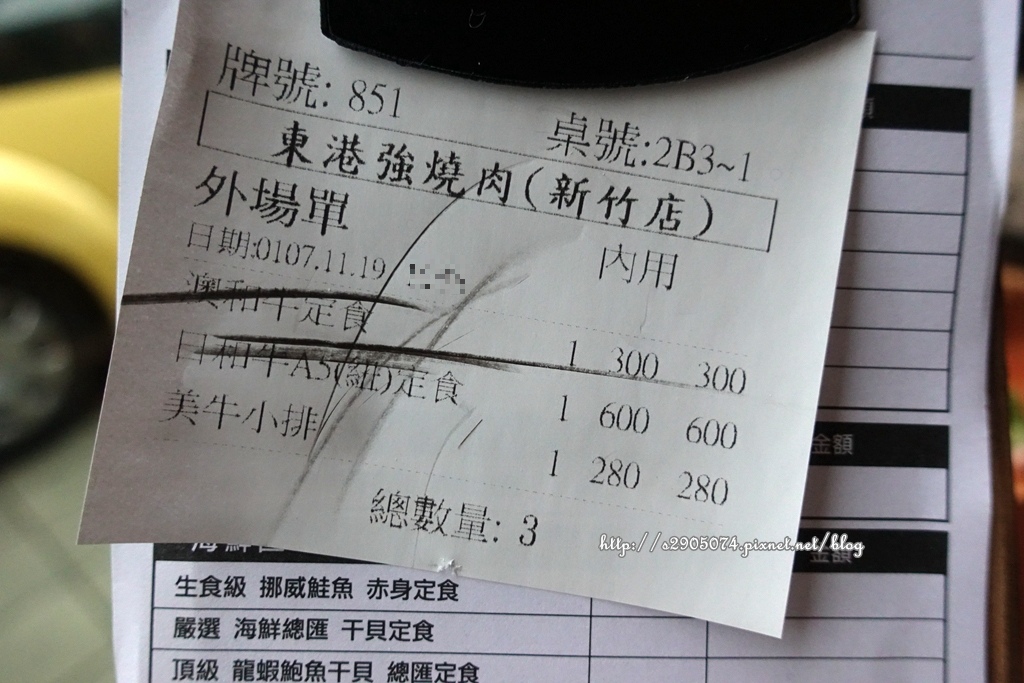 牌號: 851 桌號:2B3~1
東港強燒肉(新竹店)
外場單 內用
日期:0107.11.19
澳和牛定食 1 300 300
日和牛A5(紐)定食 1 600 600
美牛小排 1 280 280
總數量: 3
http://s2905074.pixnet.net/blog
金額
金額
生食級 挪威鮭魚 赤身定食
嚴選 海鮮總匯 干貝定食
頂級 龍蝦鮑魚干貝 總匯定食